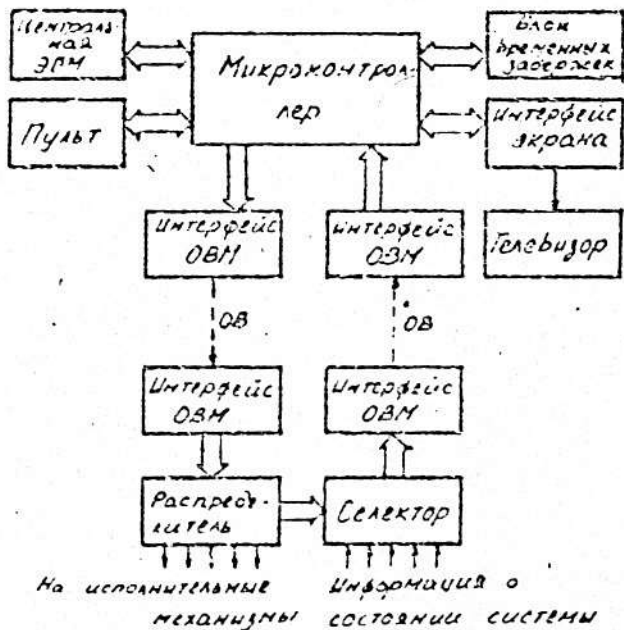 Централь-
ная
ЭВМ
Микроконтрол-
лер
Блок
временных
задержек
Пульт
Интерфейс
экрана
Интерфейс
ОВМ
Интерфейс
ОВМ
Телевизор
ОВ
ОВ
Интерфейс
ОВМ
Интерфейс
ОВМ
Распреде-
литель
Селектор
На исполнительные
механизмы
Информация о
состоянии системы